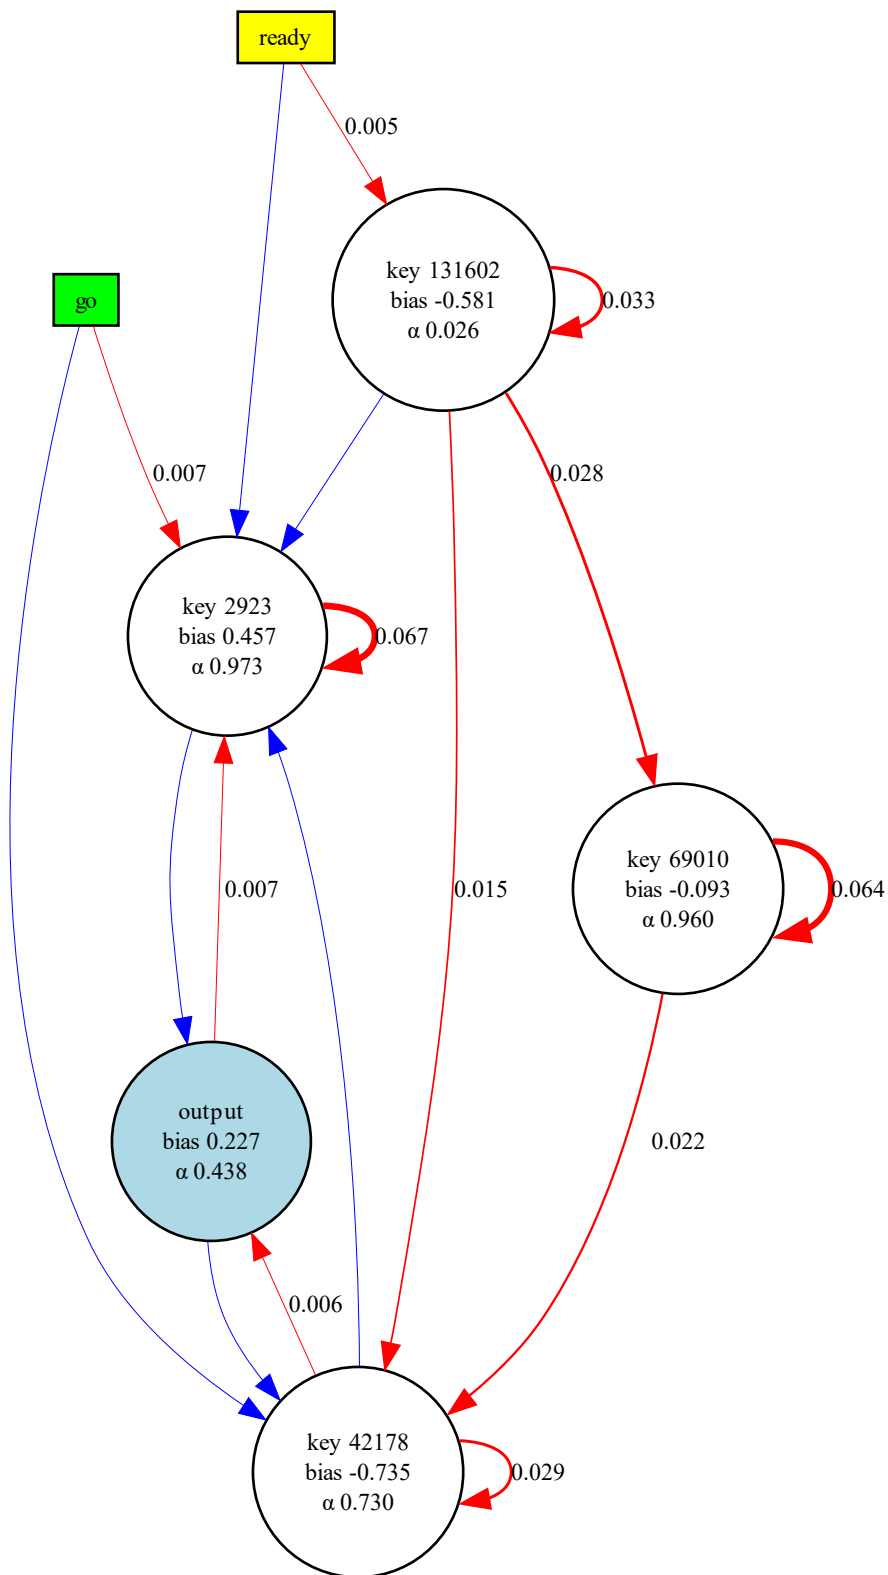 ready
0.005
key 131602
bias -0.581
α 0.026
0.033
go
0.007
0.028
key 2923
bias 0.457
α 0.973
0.067
key 69010
bias -0.093
α 0.960
0.064
0.007
0.015
output
bias 0.227
α 0.438
0.022
0.006
key 42178
bias -0.735
α 0.730
0.029